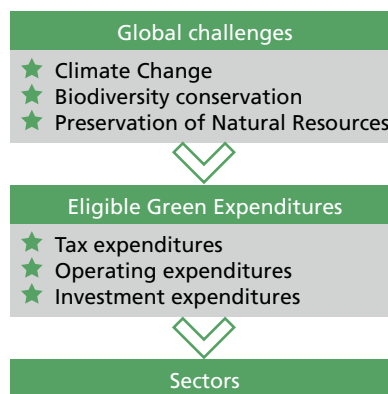 Global challenges
Climate Change
Biodiversity conservation
Preservation of Natural Resources
Eligible Green Expenditures
Tax expenditures
Operating expenditures
Investment expenditures
Sectors